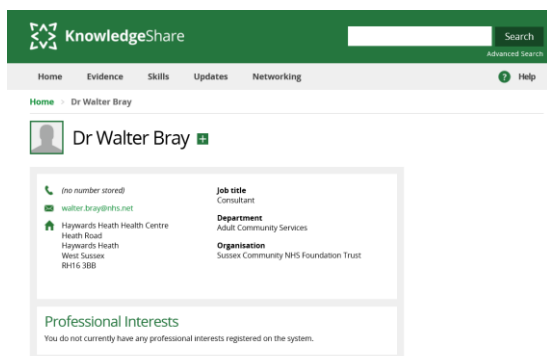 KnowledgeShare
Search
Advanced Search
Home Evidence Skills Updates Networking
? Help
Home Dr Walter Bray
Dr Walter Bray
(no number stored)
walter.bray@nhs.net
Haywards Heath Health Centre
Heath Road
Haywards Heath
West Sussex
RH16 3BB
Job title
Consultant
Department
Adult Community Services
Organisation
Sussex Community NHS Foundation Trust
Professional Interests
You do not currently have any professional interests registered on the system.